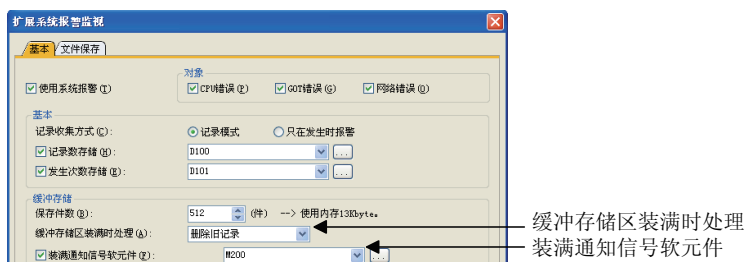 扩展系统报警监视
基本 文件保存
对象
使用系统报警(T) CPU错误(P) GOT错误(G) 网络错误(Q)
基本
记录收集方式(C): 记录模式 只在发生时报警
记录数存储(H): D100 ...
发生次数存储(E): D101 ...
缓冲存储
保存件数(B): 512 (件) --> 使用内存13Kbyte。
缓冲存储区装满时处理(A): 删除旧记录
装满通知信号软元件(F): M200 ...
缓冲存储区装满时处理
装满通知信号软元件